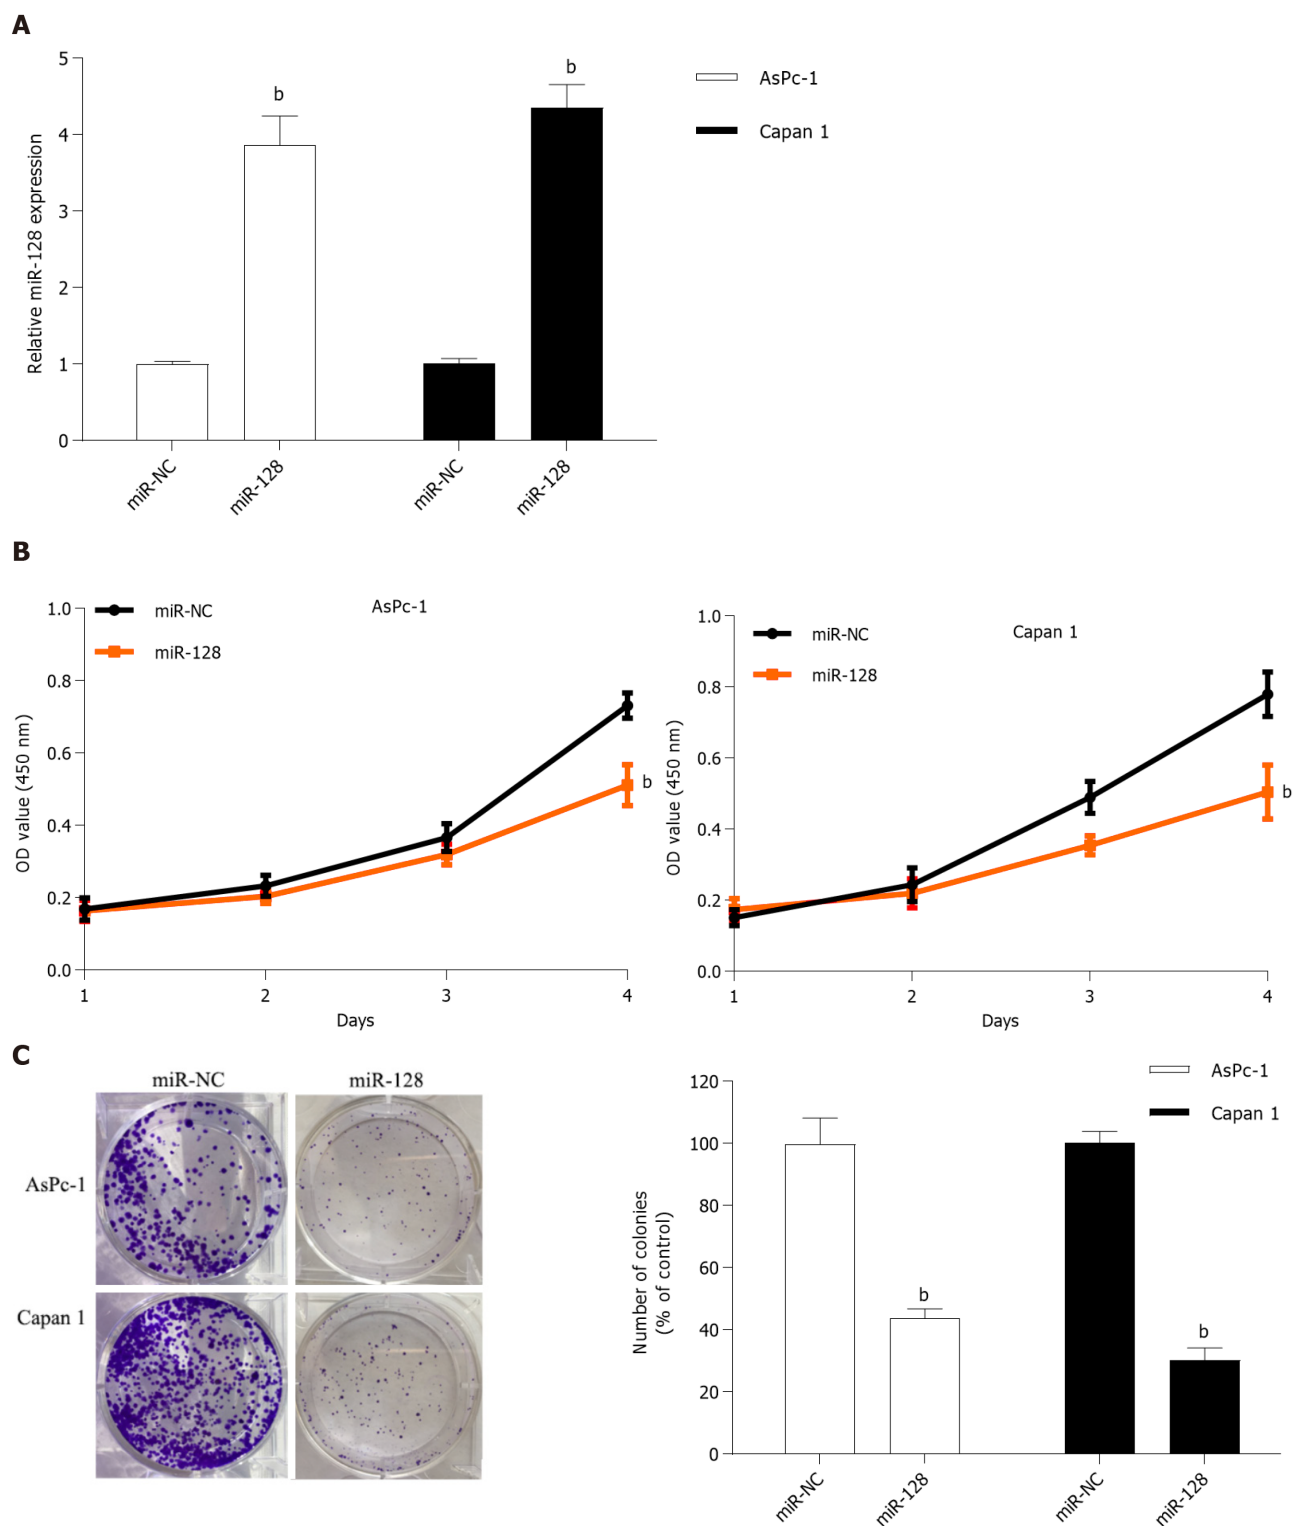 A
Relative miR-128 expression
5
4
3
2
1
0
b
b
miR-NC
miR-128
miR-NC
miR-128
AsPc-1
Capan 1
B
AsPc-1
miR-NC
miR-128
OD value (450 nm)
1.0
0.8
0.6
0.4
0.2
0.0
b
1
2
3
4
Days
Capan 1
miR-NC
miR-128
OD value (450 nm)
1.0
0.8
0.6
0.4
0.2
0.0
b
1
2
3
4
Days
C
miR-NC
miR-128
AsPc-1
Capan 1
Number of colonies
(% of control)
120
100
80
60
40
20
0
b
b
miR-NC
miR-128
miR-NC
miR-128
AsPc-1
Capan 1